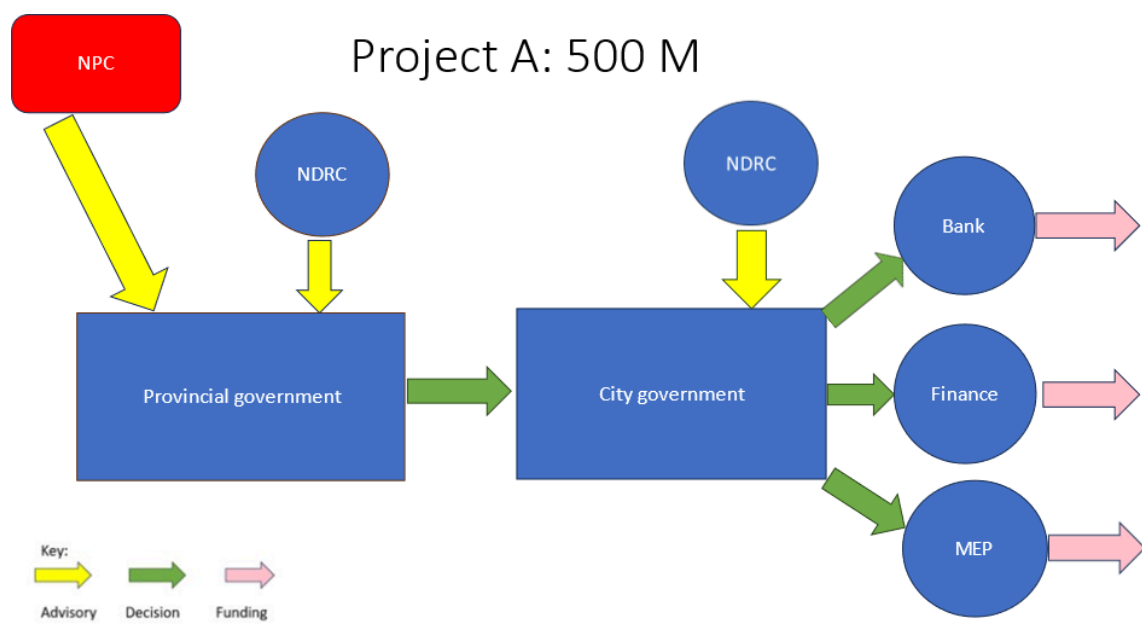 NPC
Project A: 500 M
NDRC
NDRC
Bank
Provincial government
City government
Finance
MEP
Key:
Advisory
Decision
Funding